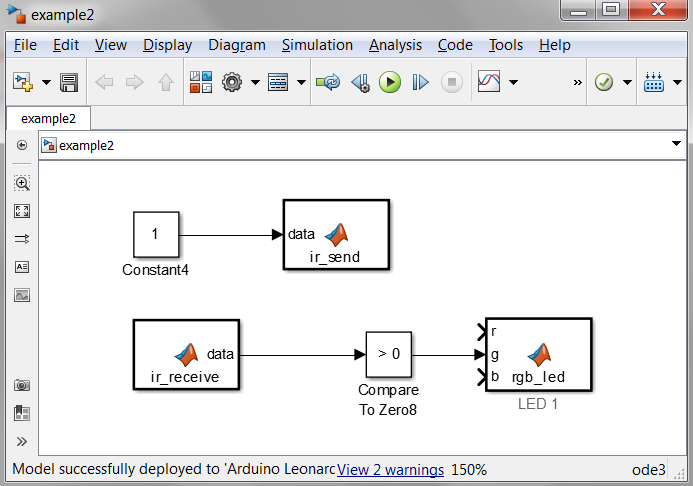 example2
File Edit View Display Diagram Simulation Analysis Code Tools Help
»
example2
example2
1
Constant4
data
ir_send
data
ir_receive
> 0
Compare
To Zero8
r
g
b
rgb_led
LED 1
»
Model successfully deployed to 'Arduino Leonard View 2 warnings 150% ode3